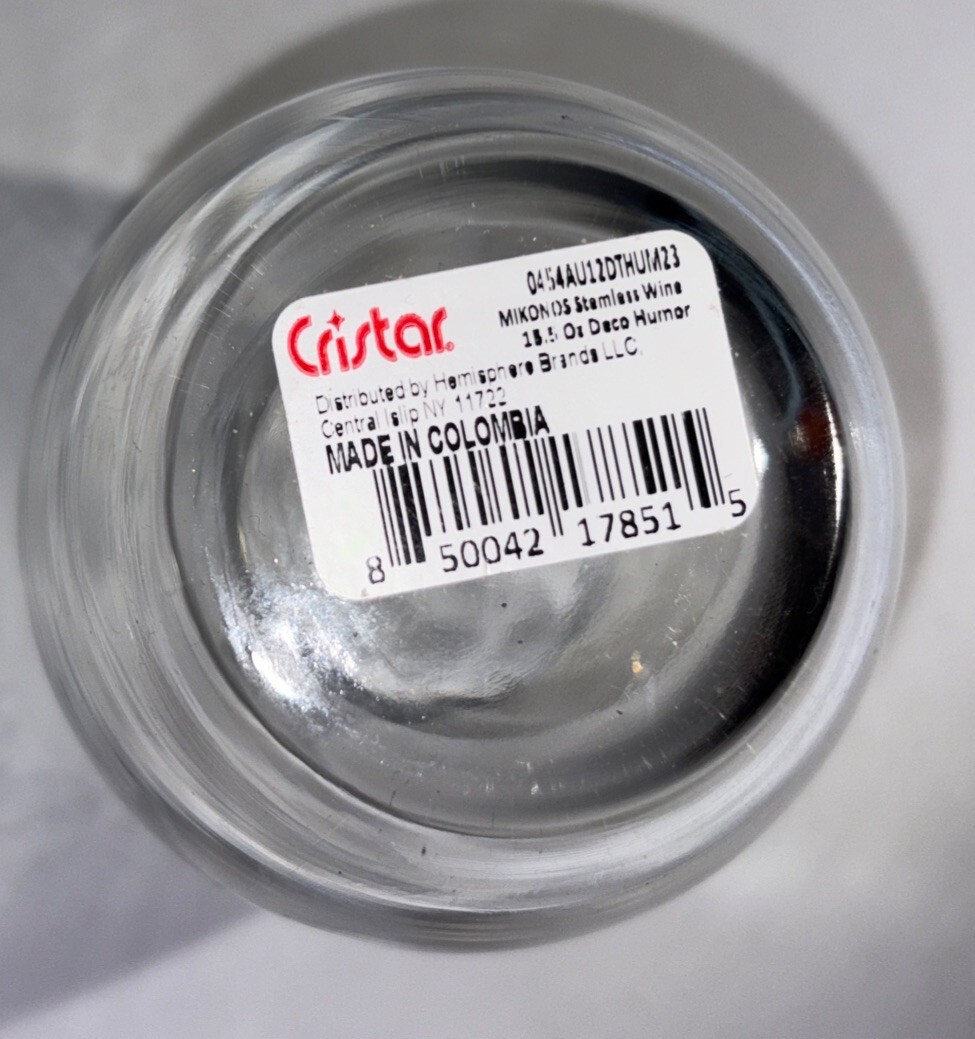 Cristar®
0454AU12DTHUM23
MIKONOS Stemless Wine
15.5 Oz Deco Humor
Distributed by Hemisphere Brands LLC.
Central Islip NY 11722
MADE IN COLOMBIA
8 50042 17851 5